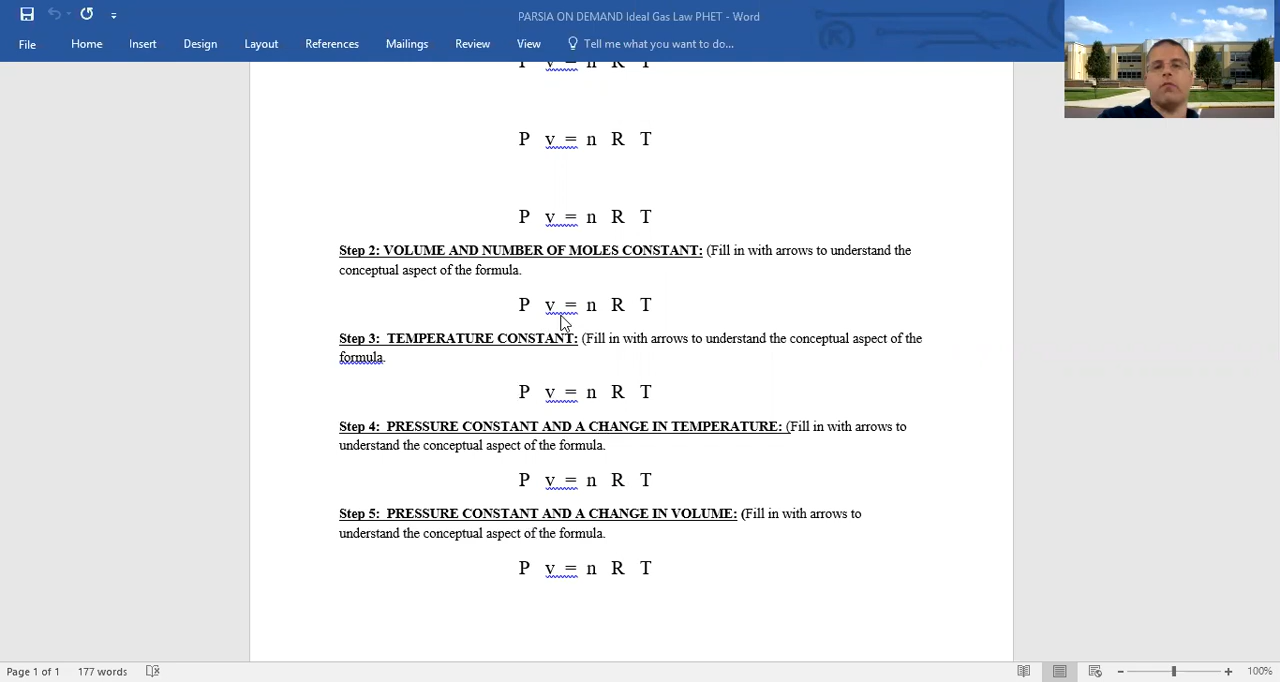 PARSIA ON DEMAND Ideal Gas Law PHET - Word
File Home Insert Design Layout References Mailings Review View Tell me what you want to do...
P v = n R T
P v = n R T
P v = n R T
Step 2: VOLUME AND NUMBER OF MOLES CONSTANT: (Fill in with arrows to understand the
conceptual aspect of the formula.
P v = n R T
Step 3: TEMPERATURE CONSTANT: (Fill in with arrows to understand the conceptual aspect of the
formula.
P v = n R T
Step 4: PRESSURE CONSTANT AND A CHANGE IN TEMPERATURE: (Fill in with arrows to
understand the conceptual aspect of the formula.
P v = n R T
Step 5: PRESSURE CONSTANT AND A CHANGE IN VOLUME: (Fill in with arrows to
understand the conceptual aspect of the formula.
P v = n R T
Page 1 of 1 177 words 100%